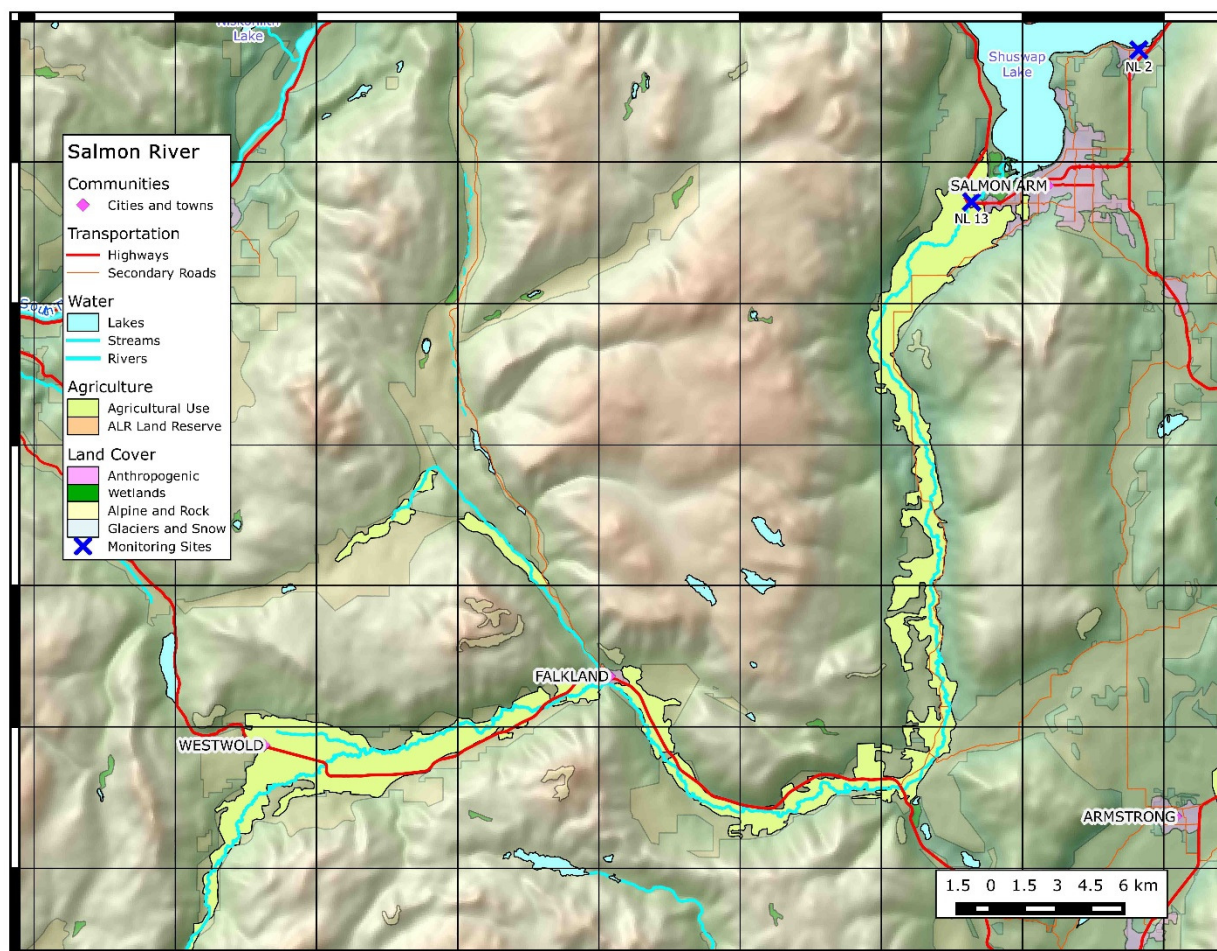 Lake
Shuswap
Lake
NL 2
Salmon River
Communities
Cities and towns
Transportation
Highways
Secondary Roads
Water
Lakes
Streams
Rivers
Agriculture
Agricultural Use
ALR Land Reserve
Land Cover
Anthropogenic
Wetlands
Alpine and Rock
Glaciers and Snow
Monitoring Sites
SALMON ARM
NL 13
FALKLAND
WESTWOLD
ARMSTRONG
1.5 0 1.5 3 4.5 6 km